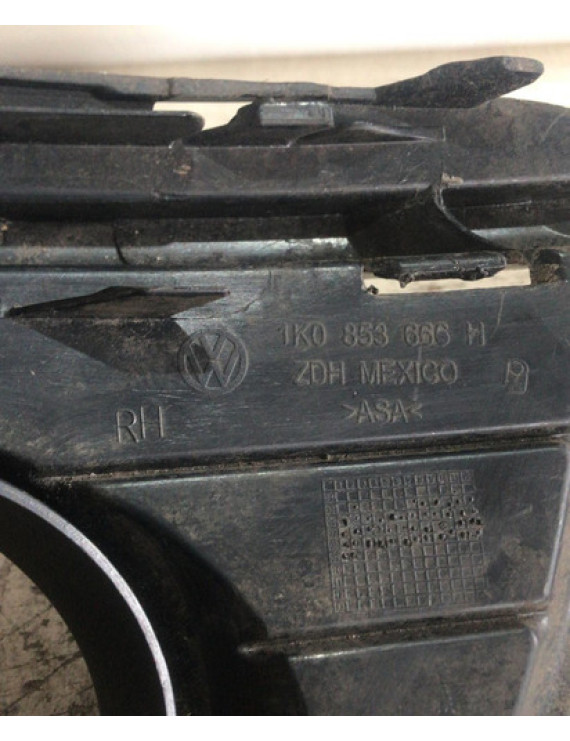 1K0 853 666 H
ZDH MEXICO
RH
>ASA<